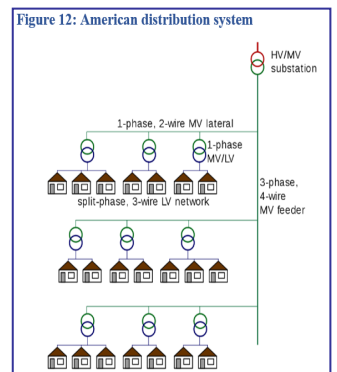 Figure 12: American distribution system
HV/MV
substation
1-phase, 2-wire MV lateral
1-phase
MV/LV
3-phase,
4-wire
MV feeder
split-phase, 3-wire LV network